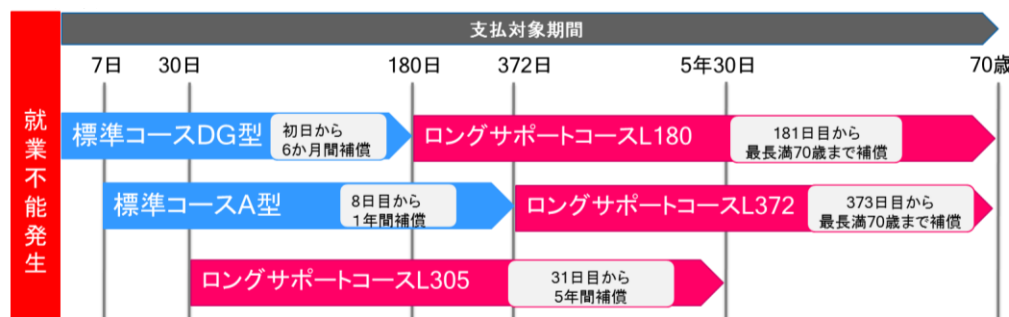 支払対象期間
7日
30日
180日
372日
5年30日
70歳
就業不能発生
標準コースDG型
初日から
6か月間補償
ロングサポートコースL180
181日目から
最長満70歳まで補償
標準コースA型
8日目から
1年間補償
ロングサポートコースL372
373日目から
最長満70歳まで補償
ロングサポートコースL305
31日目から
5年間補償